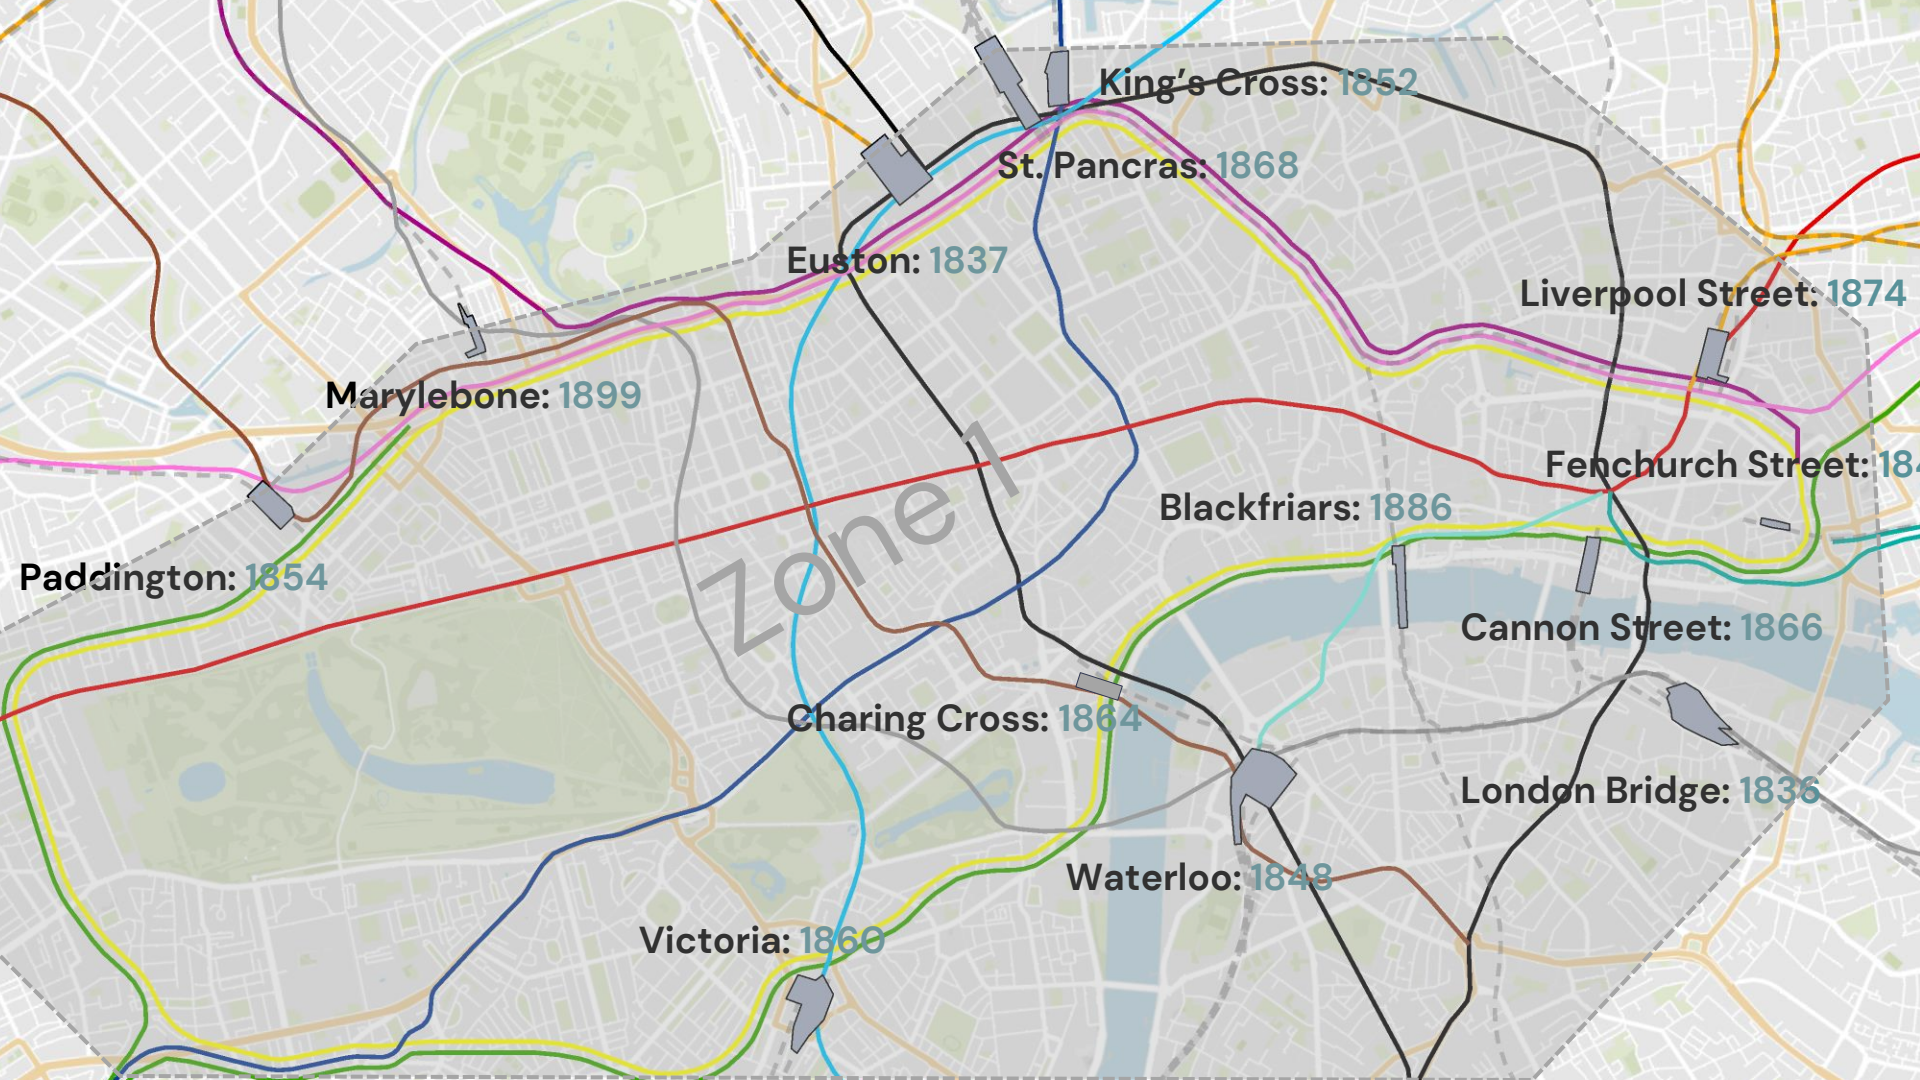 King's Cross: 1852
St. Pancras: 1868
Euston: 1837
Liverpool Street: 1874
Marylebone: 1899
Zone 1
Fenchurch Street: 184
Blackfriars: 1886
Paddington: 1854
Cannon Street: 1866
Charing Cross: 1864
London Bridge: 1836
Waterloo: 1848
Victoria: 1860